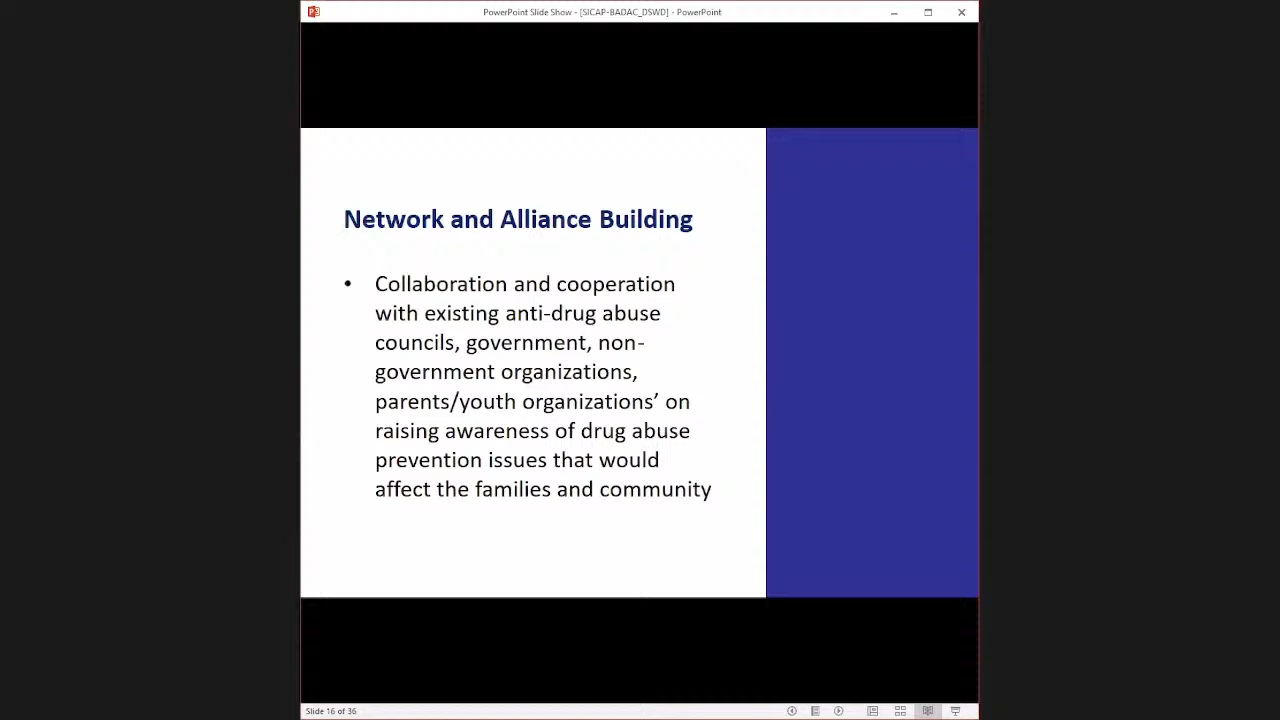 PowerPoint Slide Show - [SICAP-BADAC_DSWD] - PowerPoint
Network and Alliance Building
• Collaboration and cooperation
with existing anti-drug abuse
councils, government, non-
government organizations,
parents/youth organizations’ on
raising awareness of drug abuse
prevention issues that would
affect the families and community
Slide 16 of 36